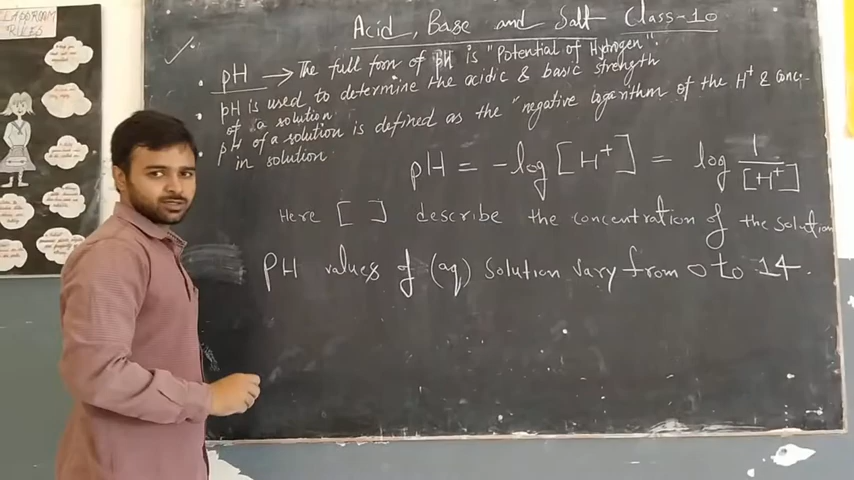 CLASSROOM RULES
Acid, Base and Salt Class-10
pH → The full form of pH is "Potential of Hydrogen".
pH is used to determine the acidic & basic strength
of a solution
pH of a solution is defined as the "negative logarithm of the H+ & Conc-
in solution
pH = -log[H+] = log 1/[H+]
Here [ ] describe the concentration of the solution
PH values of (aq) Solution vary from 0 to 14.